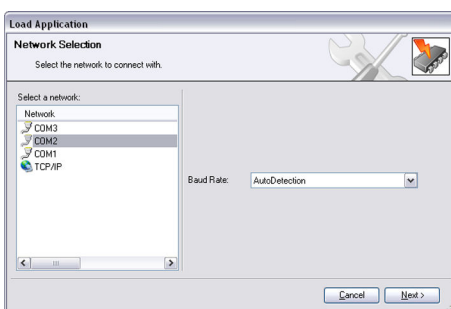 Load Application
Network Selection
Select the network to connect with.
Select a network:
Network
COM3
COM2
COM1
TCP/IP
Baud Rate:
AutoDetection
Cancel
Next >